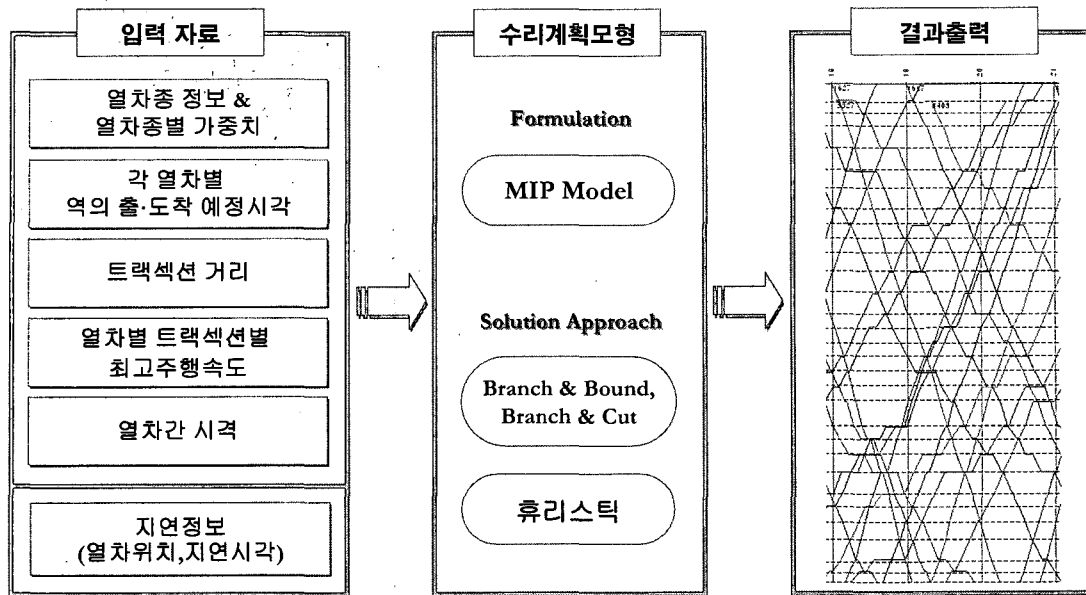 입력 자료
열차종 정보 &
열차종별 가중치
각 열차별
역의 출·도착 예정시각
트랙섹션 거리
열차별 트랙섹션별
최고주행속도
열차간 시격
지연정보
(열차위치,지연시각)
수리계획모형
Formulation
MIP Model
Solution Approach
Branch & Bound,
Branch & Cut
휴리스틱
결과출력